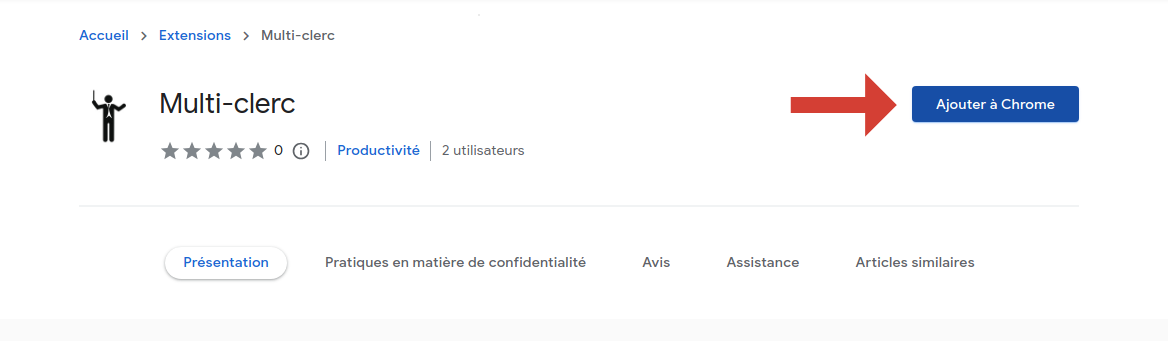 Accueil > Extensions > Multi-clerc
Multi-clerc
Ajouter à Chrome
0 Productivité 2 utilisateurs
Présentation Pratiques en matière de confidentialité Avis Assistance Articles similaires